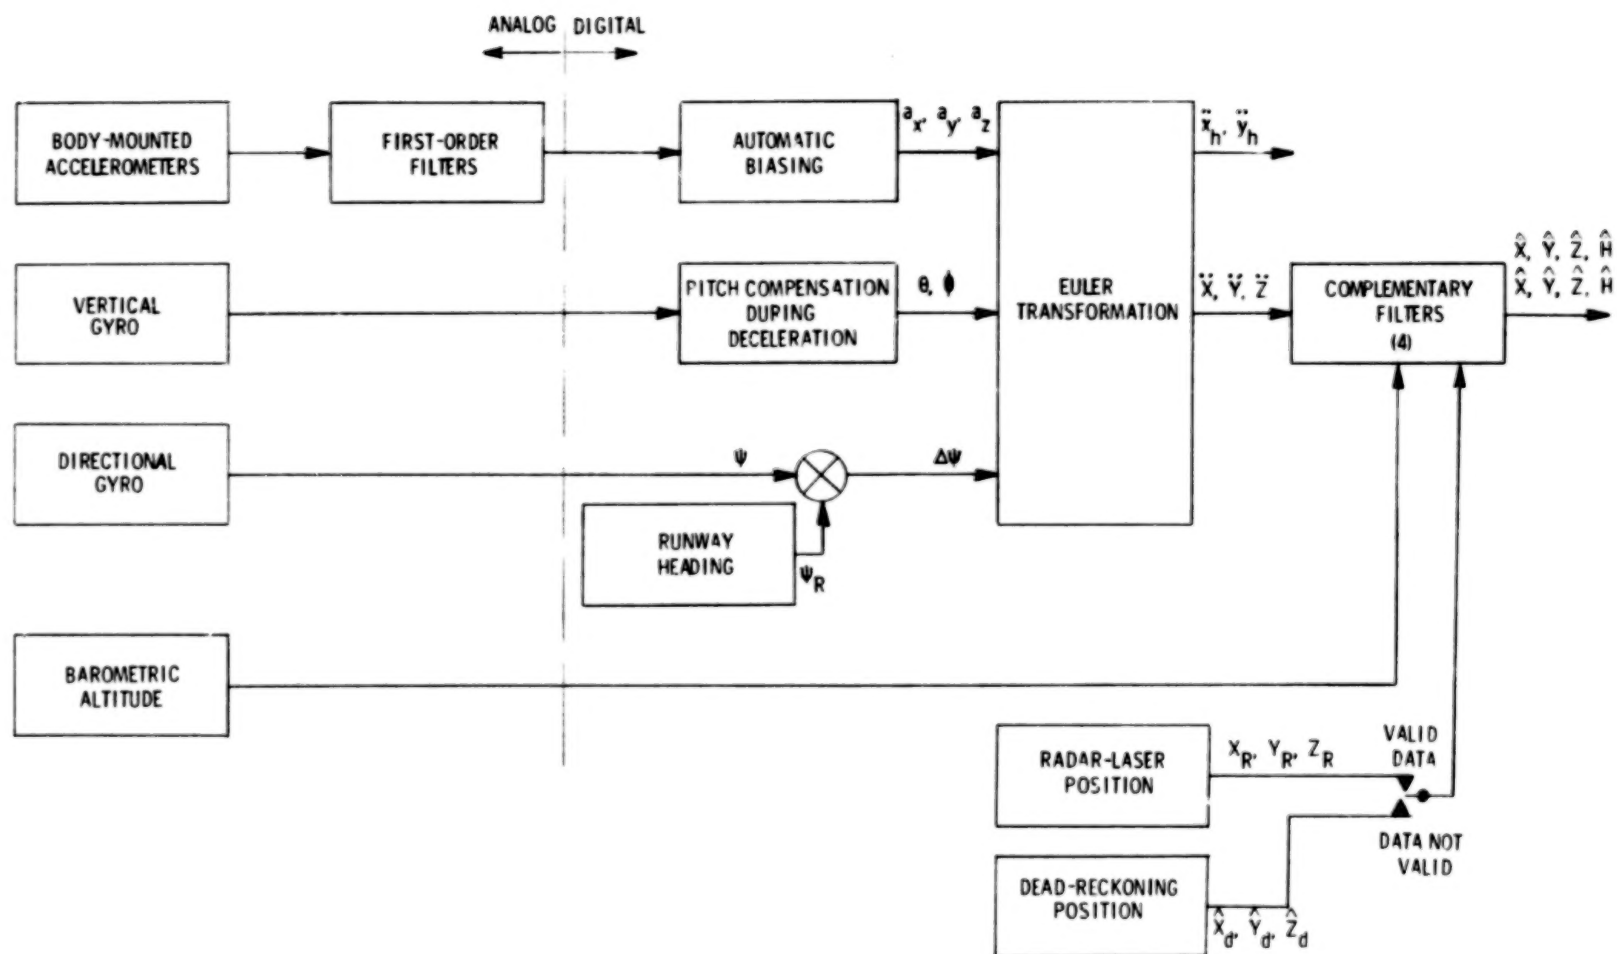 ANALOG DIGITAL
BODY-MOUNTED
ACCELEROMETERS
FIRST-ORDER
FILTERS
AUTOMATIC
BIASING
a_x, a_y, a_z
ẍ_h, ÿ_h
VERTICAL
GYRO
PITCH COMPENSATION
DURING
DECELERATION
θ, ϕ
EULER
TRANSFORMATION
Ẍ, Ÿ, Z̈
COMPLEMENTARY
FILTERS
(4)
X̂, Ŷ, Ẑ, Ĥ
X̂, Ŷ, Ẑ, Ĥ
DIRECTIONAL
GYRO
ψ
Δψ
RUNWAY
HEADING
ψ_R
BAROMETRIC
ALTITUDE
RADAR-LASER
POSITION
X_R, Y_R, Z_R
VALID
DATA
DATA NOT
VALID
DEAD-RECKONING
POSITION
X̂_d, Ŷ_d, Ẑ_d